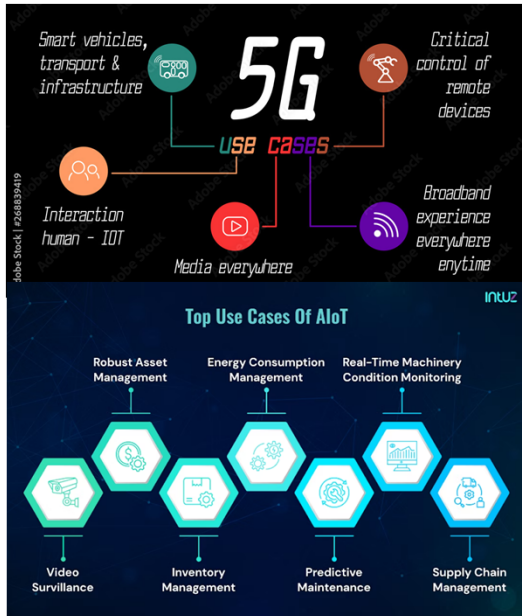 Smart vehicles,
transport &
infrastructure
5G
use cases
Critical
control of
remote
devices
Interaction
human - IOT
Media everywhere
Broadband
experience
everywhere
enytime
Adobe Stock
dobe Stock | #268839419
INTUZ
Top Use Cases Of AIoT
Robust Asset
Management
Energy Consumption
Management
Real-Time Machinery
Condition Monitoring
Video
Survillance
Inventory
Management
Predictive
Maintenance
Supply Chain
Management